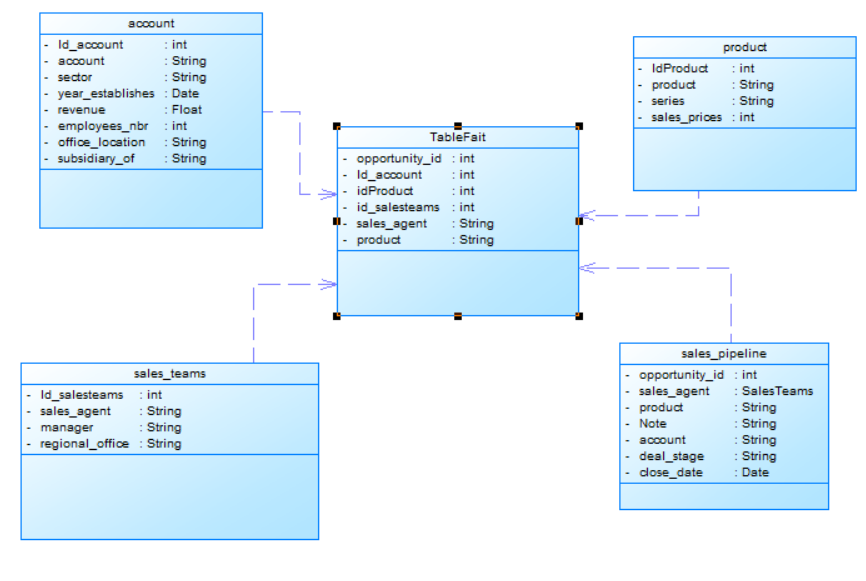 account
- Id_account : int
- account : String
- sector : String
- year_establishes : Date
- revenue : Float
- employees_nbr : int
- office_location : String
- subsidiary_of : String
product
- IdProduct : int
- product : String
- series : String
- sales_prices : int
TableFait
- opportunity_id : int
- Id_account : int
- idProduct : int
- id_salesteams : int
- sales_agent : String
- product : String
sales_teams
- Id_salesteams : int
- sales_agent : String
- manager : String
- regional_office : String
sales_pipeline
- opportunity_id : int
- sales_agent : SalesTeams
- product : String
- Note : String
- account : String
- deal_stage : String
- close_date : Date